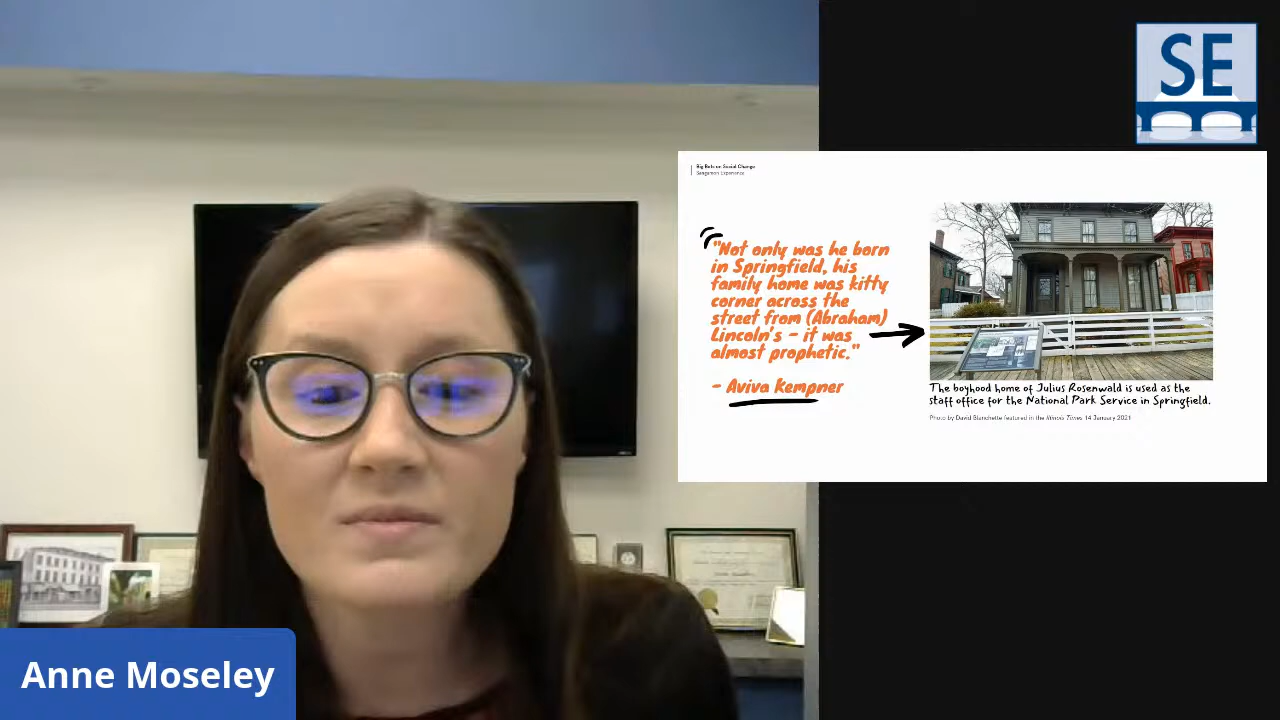 SE
Big Bets on Social Change
Sangamon Experience
"Not only was he born
in Springfield, his
family home was kitty
corner across the
street from (Abraham)
Lincoln's – it was
almost prophetic."
- Aviva Kempner
The boyhood home of Julius Rosenwald is used as the
staff office for the National Park Service in Springfield.
Photo by David Blanchette featured in the Illinois Times 14 January 2021
Anne Moseley